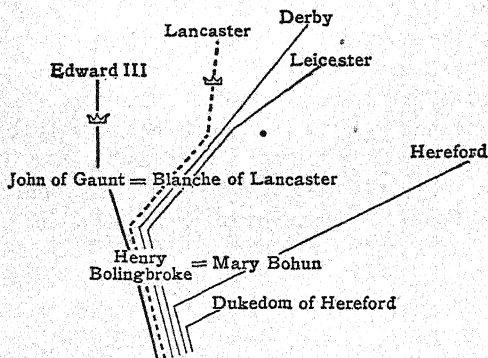 Derby
Lancaster
Leicester
Edward III
Hereford
John of Gaunt = Blanche of Lancaster
Henry
Bolingbroke = Mary Bohun
Dukedom of Hereford